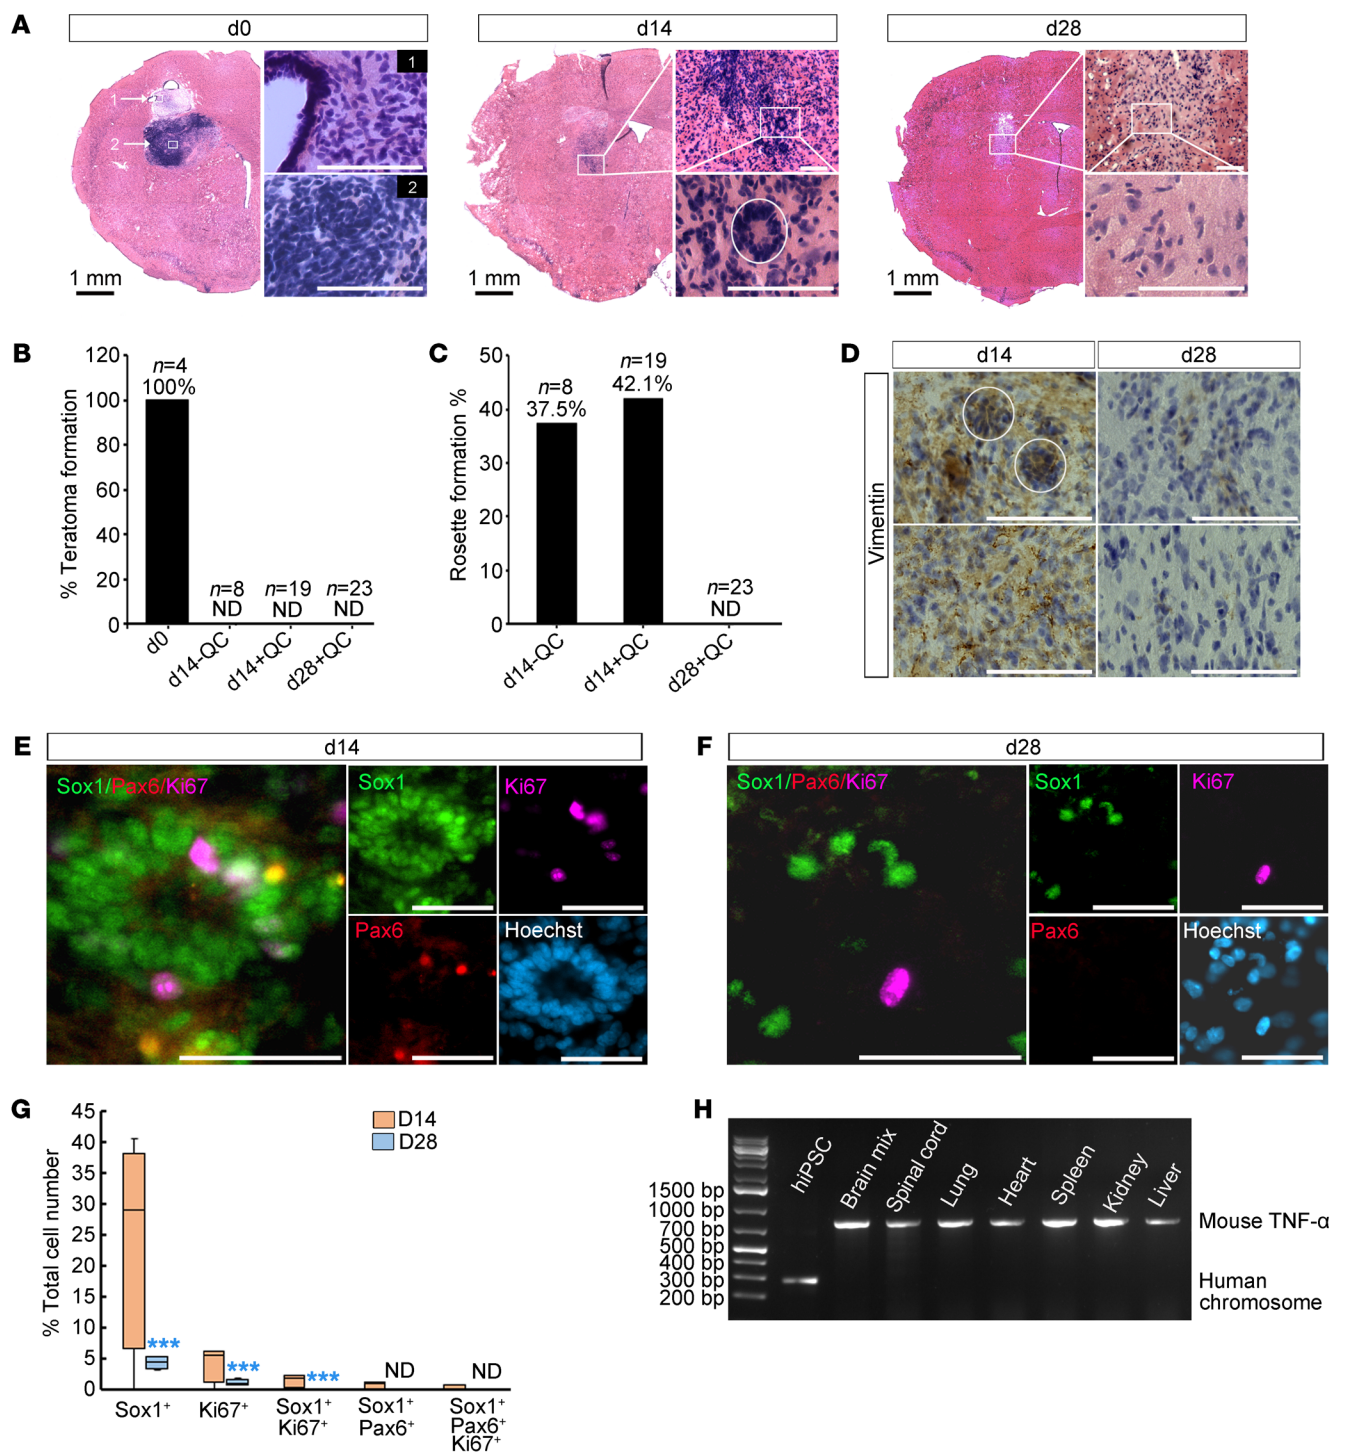 A
d0
d14
d28
1
1
2
2
1 mm
1 mm
1 mm
B
% Teratoma formation
120
100
80
60
40
20
0
n=4
100%
n=8
ND
n=19
ND
n=23
ND
d0
d14-QC
d14+QC
d28+QC
C
Rosette formation %
50
40
30
20
10
0
n=8
37.5%
n=19
42.1%
n=23
ND
d14-QC
d14+QC
d28+QC
D
d14
d28
Vimentin
E
d14
Sox1/Pax6/Ki67
Sox1
Ki67
Pax6
Hoechst
F
d28
Sox1/Pax6/Ki67
Sox1
Ki67
Pax6
Hoechst
G
% Total cell number
45
40
35
30
25
20
15
10
5
0
D14
D28
***
***
***
ND
ND
Sox1+
Ki67+
Sox1+
Ki67+
Sox1+
Pax6+
Sox1+
Pax6+
Ki67+
H
hiPSC
Brain mix
Spinal cord
Lung
Heart
Spleen
Kidney
Liver
1500 bp
1000 bp
700 bp
500 bp
400 bp
300 bp
200 bp
Mouse TNF-α
Human
chromosome